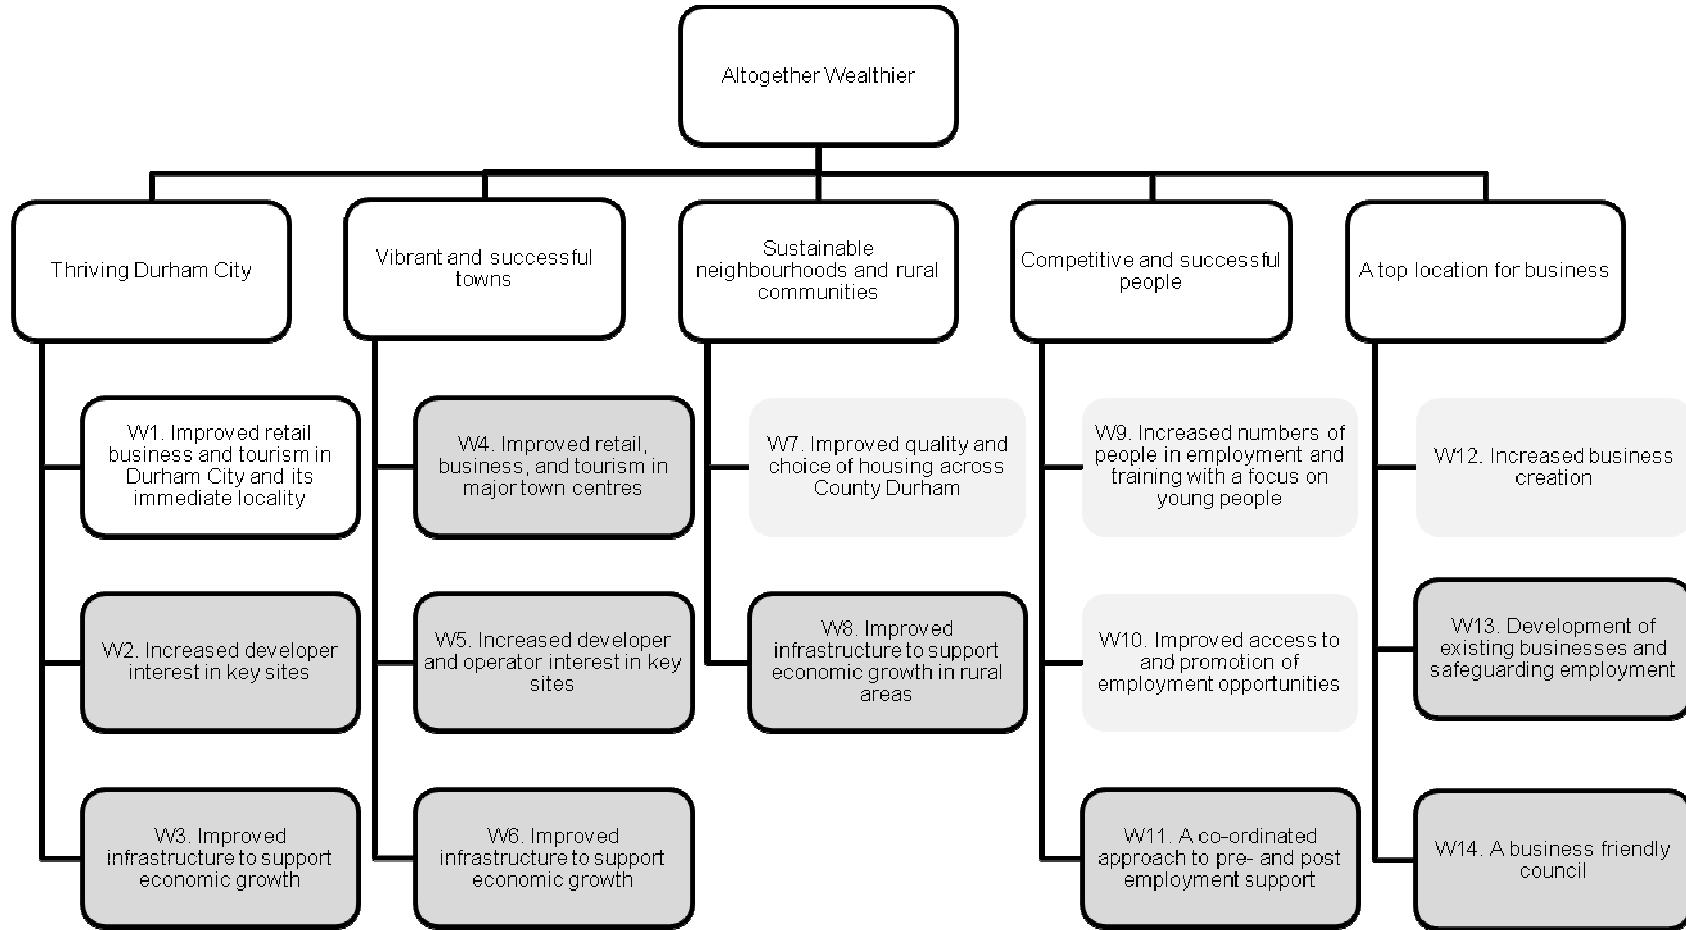 Altogether Wealthier
Thriving Durham City
Vibrant and successful
towns
Sustainable
neighbourhoods and rural
communities
Competitive and successful
people
A top location for business
W1. Improved retail
business and tourism in
Durham City and its
immediate locality
W4. Improved retail,
business, and tourism in
major town centres
W7. Improved quality and
choice of housing across
County Durham
W9. Increased numbers of
people in employment and
training with a focus on
young people
W12. Increased business
creation
W2. Increased developer
interest in key sites
W5. Increased developer
and operator interest in key
sites
W8. Improved
infrastructure to support
economic growth in rural
areas
W10. Improved access to
and promotion of
employment opportunities
W13. Development of
existing businesses and
safeguarding employment
W3. Improved
infrastructure to support
economic growth
W6. Improved
infrastructure to support
economic growth
W11. A co-ordinated
approach to pre- and post
employment support
W14. A business friendly
council